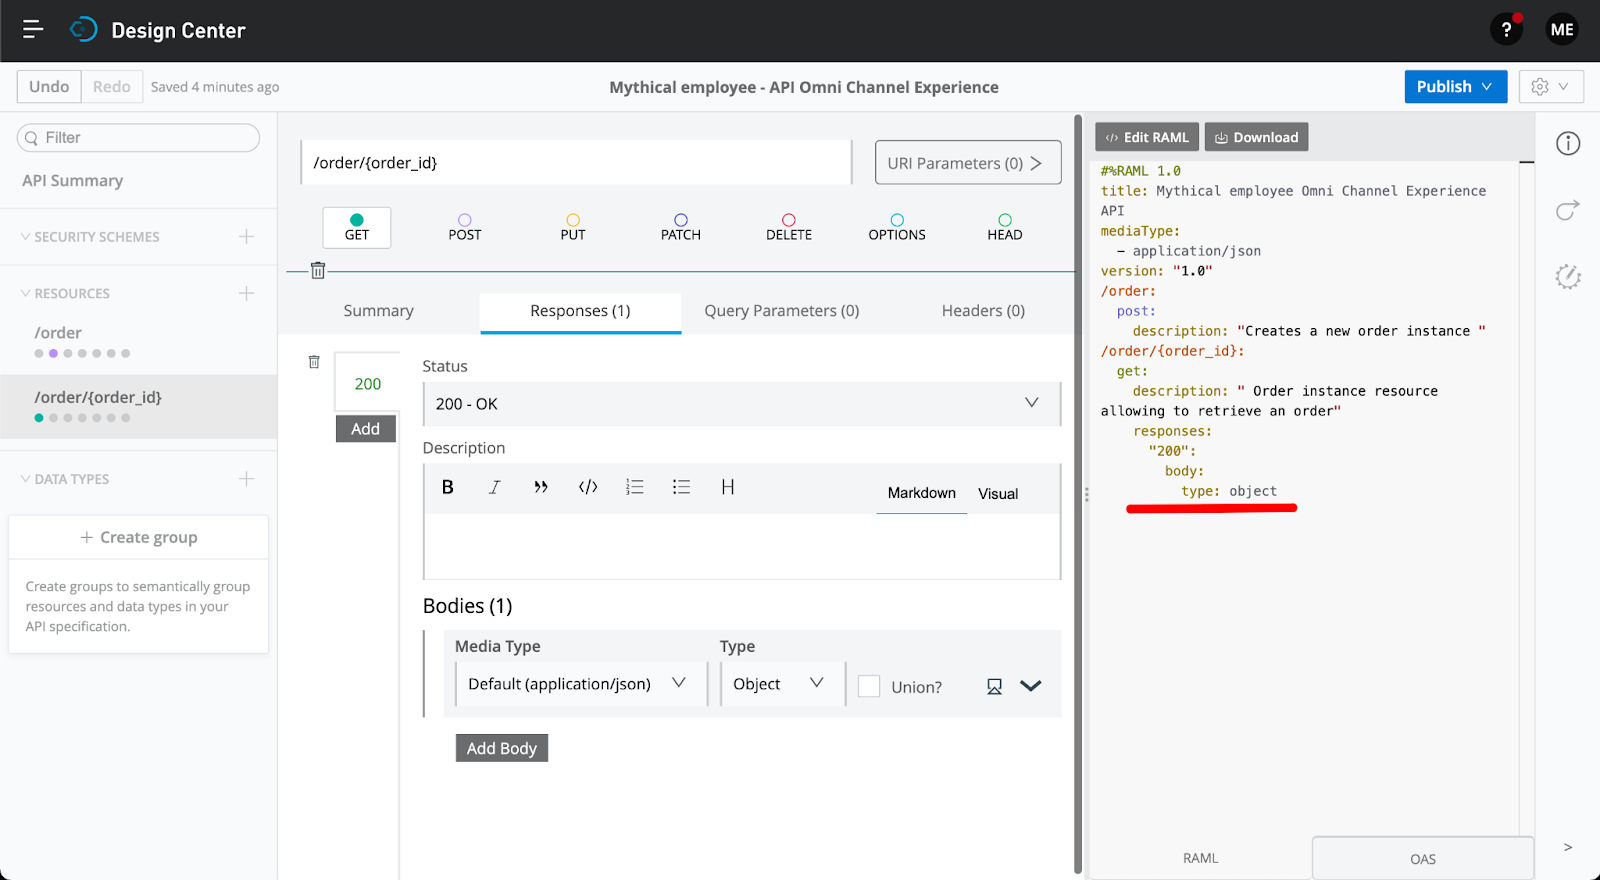 Design Center
?
ME
Undo
Redo
Saved 4 minutes ago
Mythical employee - API Omni Channel Experience
Publish
Filter
API Summary
SECURITY SCHEMES
RESOURCES
/order
/order/{order_id}
DATA TYPES
+ Create group
Create groups to semantically group
resources and data types in your
API specification.
/order/{order_id}
URI Parameters (0) >
GET
POST
PUT
PATCH
DELETE
OPTIONS
HEAD
Summary
Responses (1)
Query Parameters (0)
Headers (0)
200
Add
Status
200 - OK
Description
B
I
”
</>
H
Markdown
Visual
Bodies (1)
Media Type
Type
Default (application/json)
Object
Union?
Add Body
</> Edit RAML
Download
#%RAML 1.0
title: Mythical employee Omni Channel Experience
API
mediaType:
- application/json
version: "1.0"
/order:
post:
description: "Creates a new order instance "
/order/{order_id}:
get:
description: " Order instance resource
allowing to retrieve an order"
responses:
"200":
body:
type: object
RAML
OAS
>